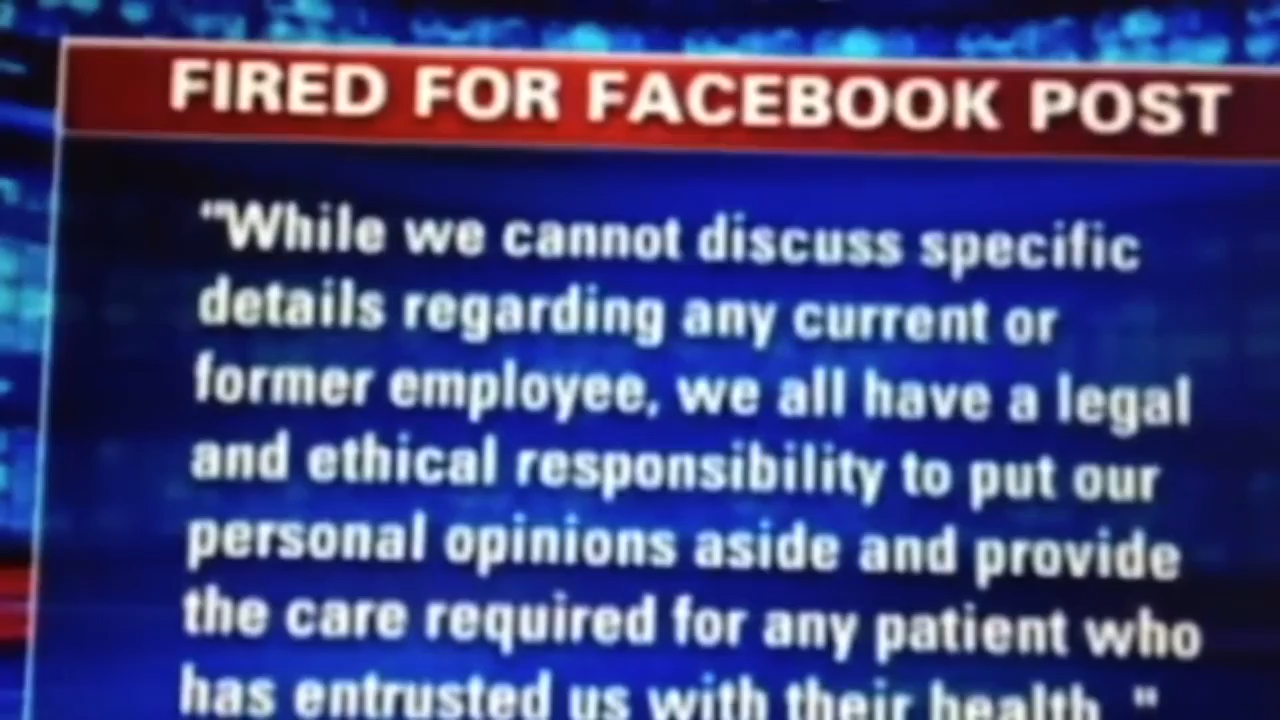 FIRED FOR FACEBOOK POST
"While we cannot discuss specific
details regarding any current or
former employee, we all have a legal
and ethical responsibility to put our
personal opinions aside and provide
the care required for any patient who
has entrusted us with their health. "